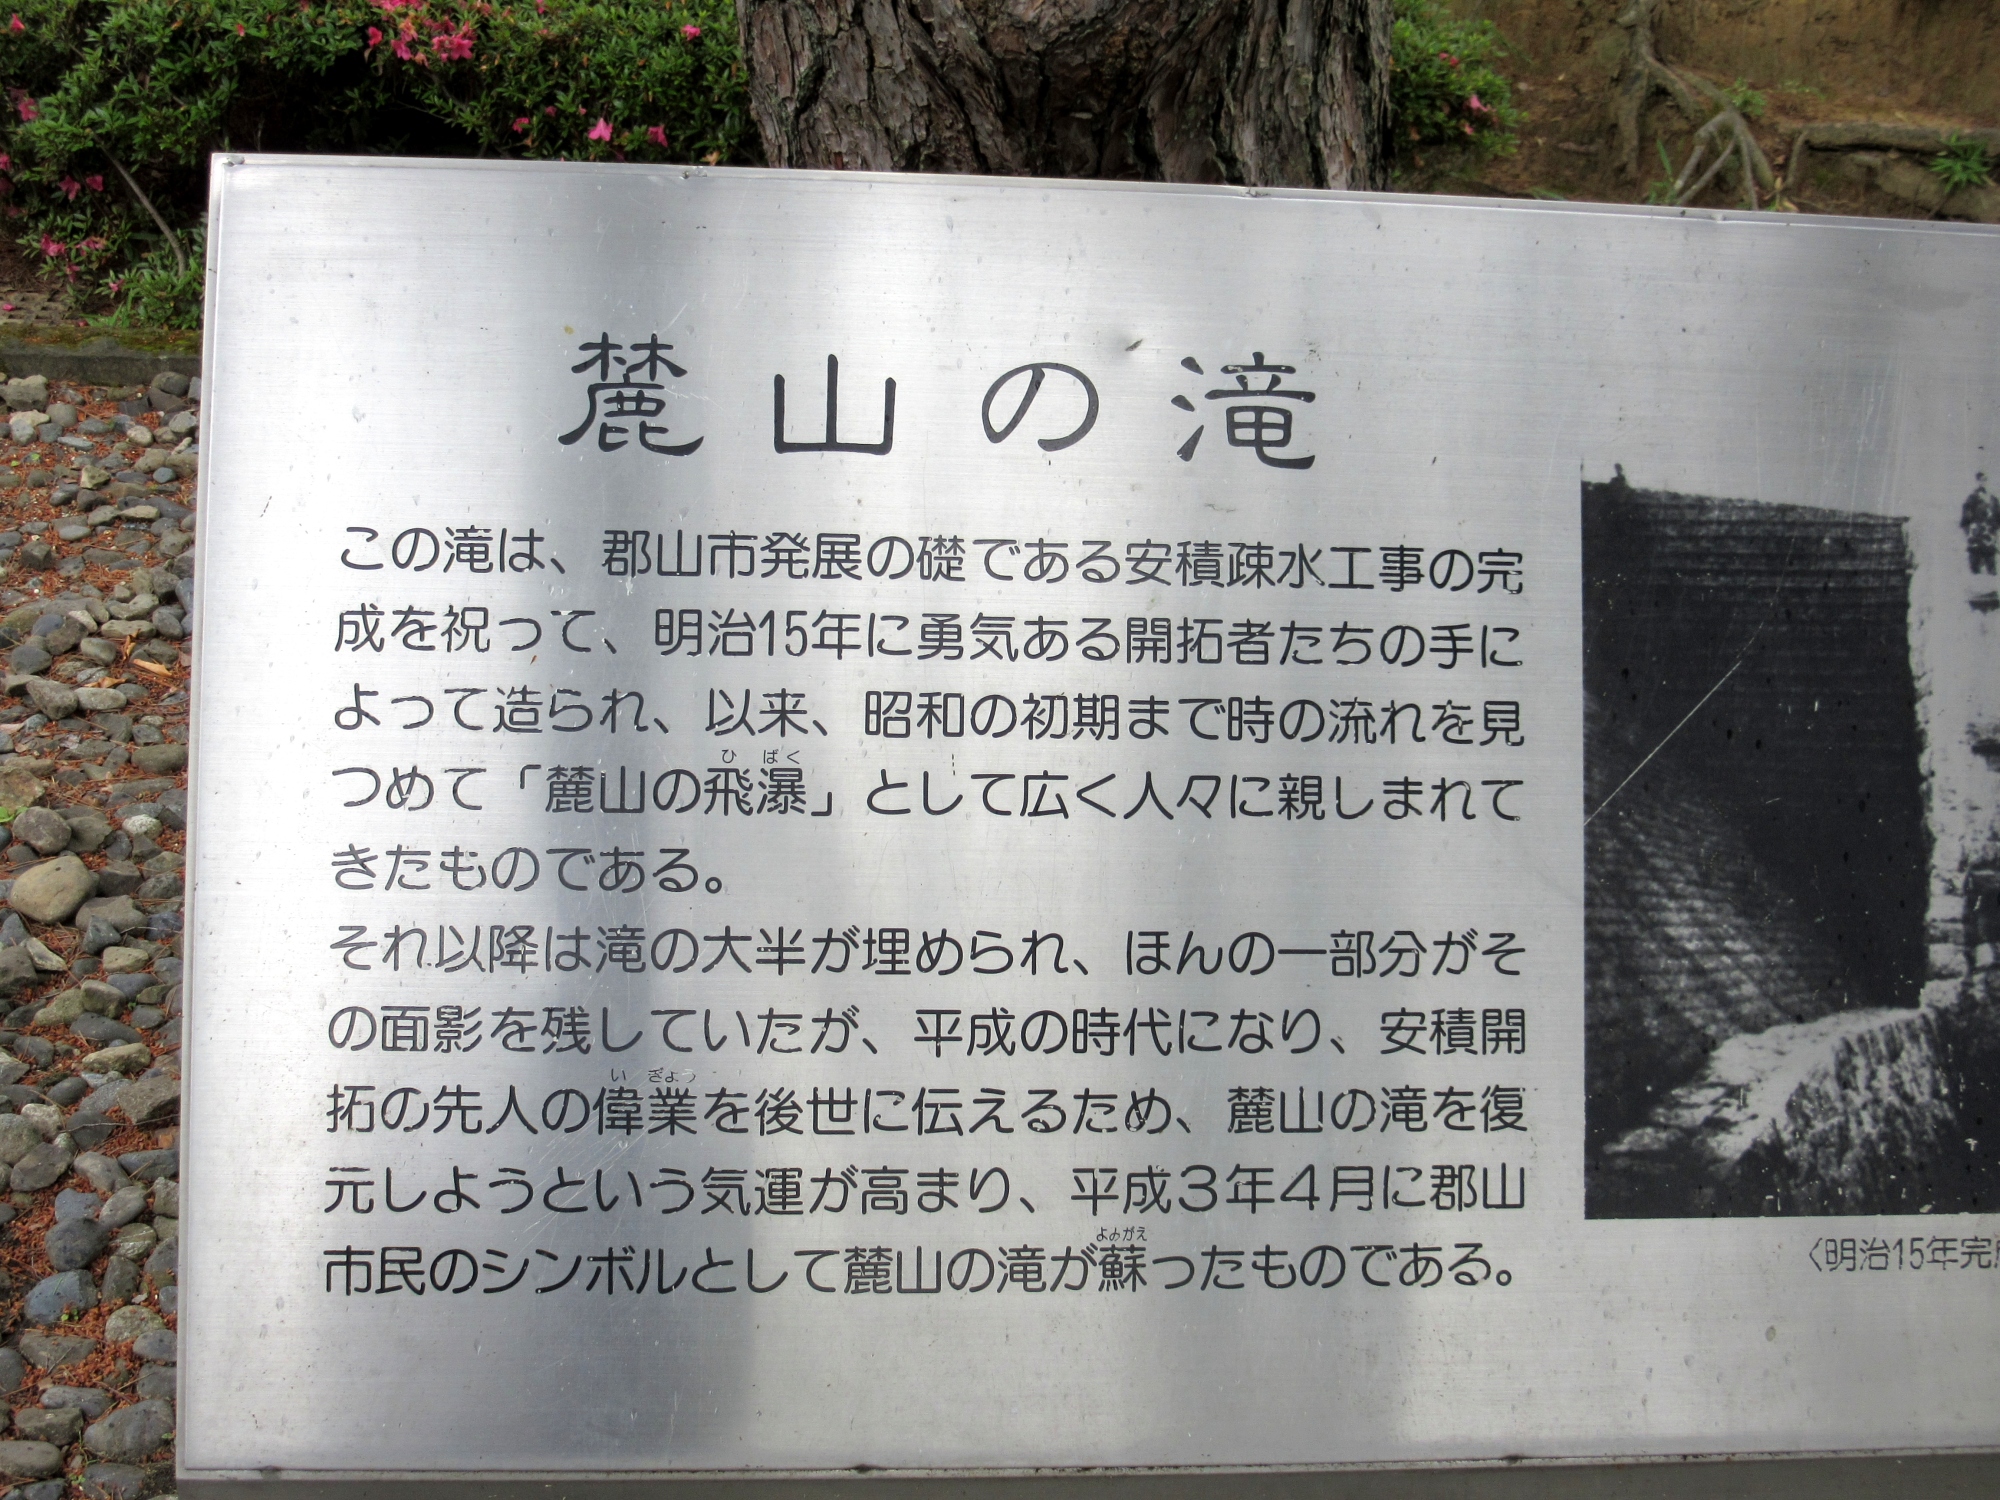 麓山の滝
この滝は、郡山市発展の礎である安積疎水工事の完
成を祝って、明治15年に勇気ある開拓者たちの手に
よって造られ、以来、昭和の初期まで時の流れを見
ひばく
つめて「麓山の飛瀑」として広く人々に親しまれて
きたものである。
それ以降は滝の大半が埋められ、ほんの一部分がそ
の面影を残していたが、平成の時代になり、安積開
いぎょう
拓の先人の偉業を後世に伝えるため、麓山の滝を復
元しようという気運が高まり、平成３年４月に郡山
よみがえ
市民のシンボルとして麓山の滝が蘇ったものである。
〈明治15年完